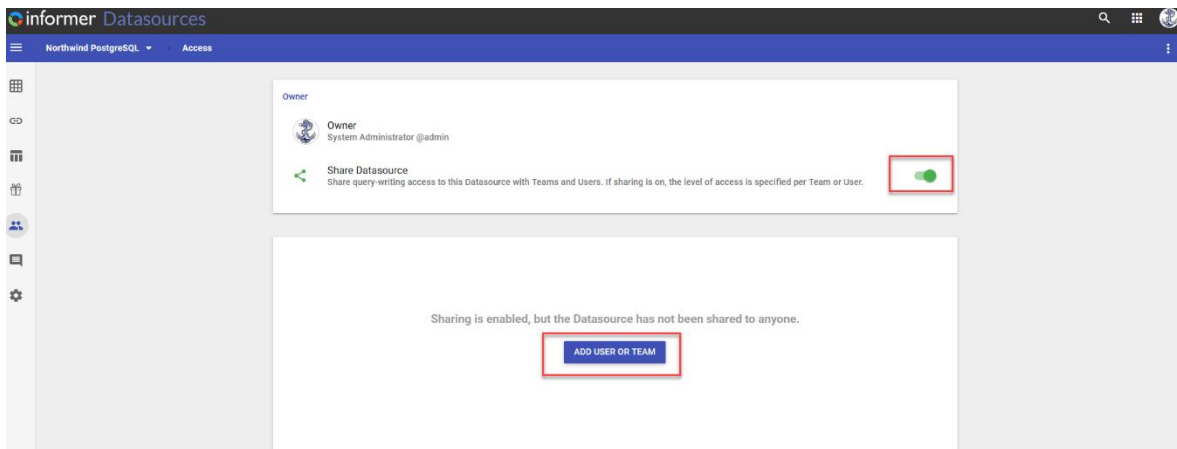 informer Datasources
Northwind PostgreSQL Access
Owner
Owner
System Administrator @admin
Share Datasource
Share query-writing access to this Datasource with Teams and Users. If sharing is on, the level of access is specified per Team or User.
Sharing is enabled, but the Datasource has not been shared to anyone.
ADD USER OR TEAM